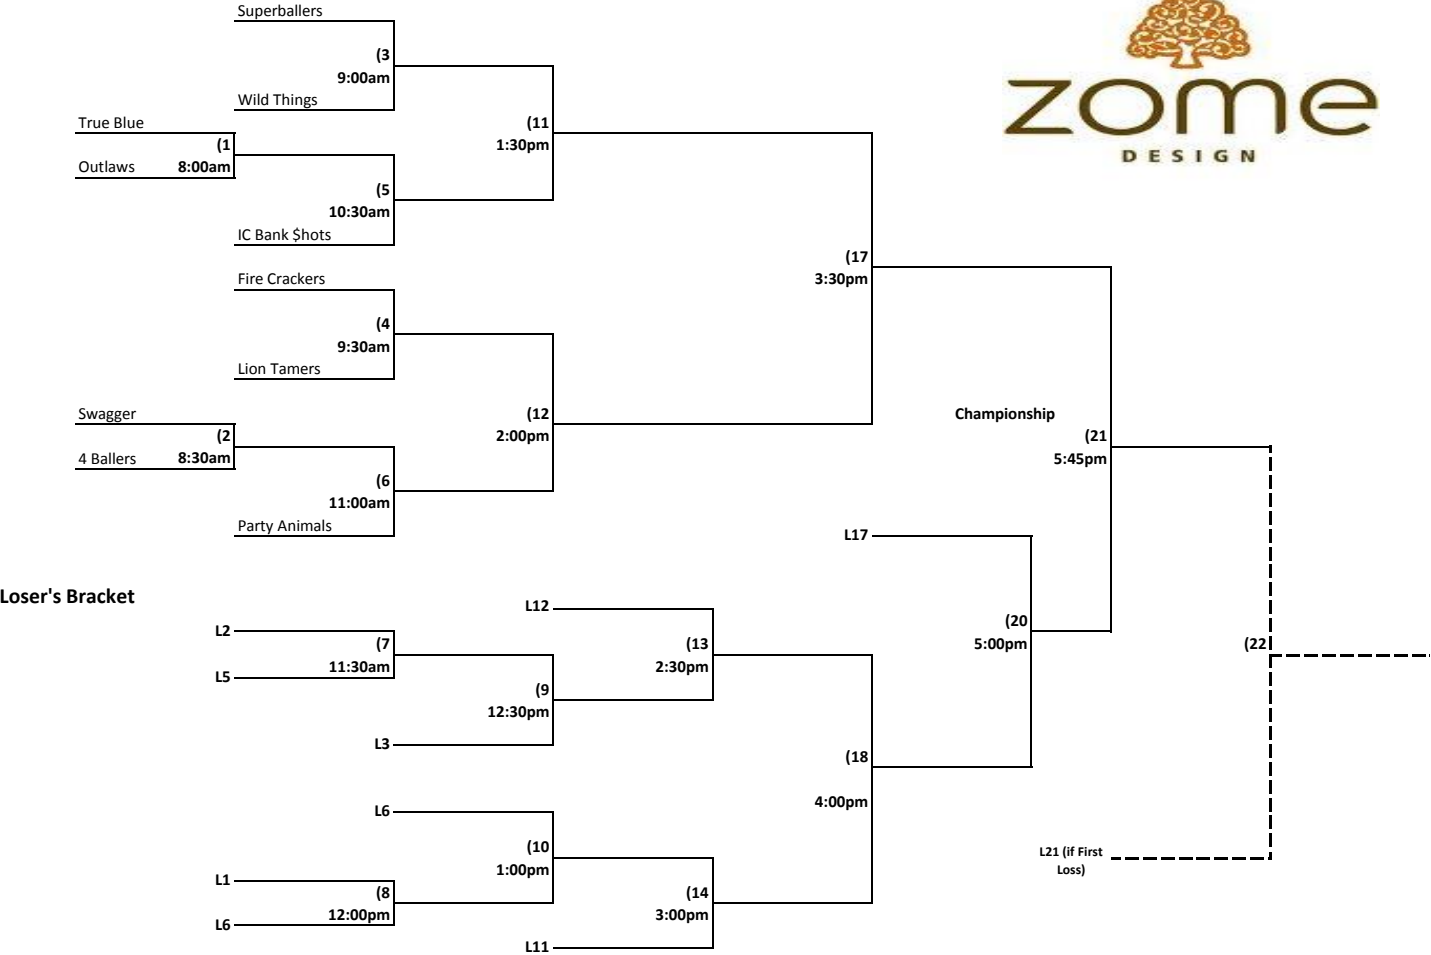 Superballers
(3
9:00am
Wild Things
True Blue
(1
Outlaws 8:00am
(11
1:30pm
zome
DESIGN
(5
10:30am
IC Bank $hots
Fire Crackers
(17
3:30pm
(4
9:30am
Lion Tamers
Swagger
(2
4 Ballers 8:30am
(12
2:00pm
Championship
(21
5:45pm
(6
11:00am
Party Animals
L17
Loser's Bracket
L12
L2
(7
11:30am
L5
(13
2:30pm
(20
5:00pm
(22
(9
12:30pm
L3
(18
4:00pm
L6
(10
1:00pm
L21 (if First
Loss)
L1
(8
12:00pm
L6
(14
3:00pm
L11